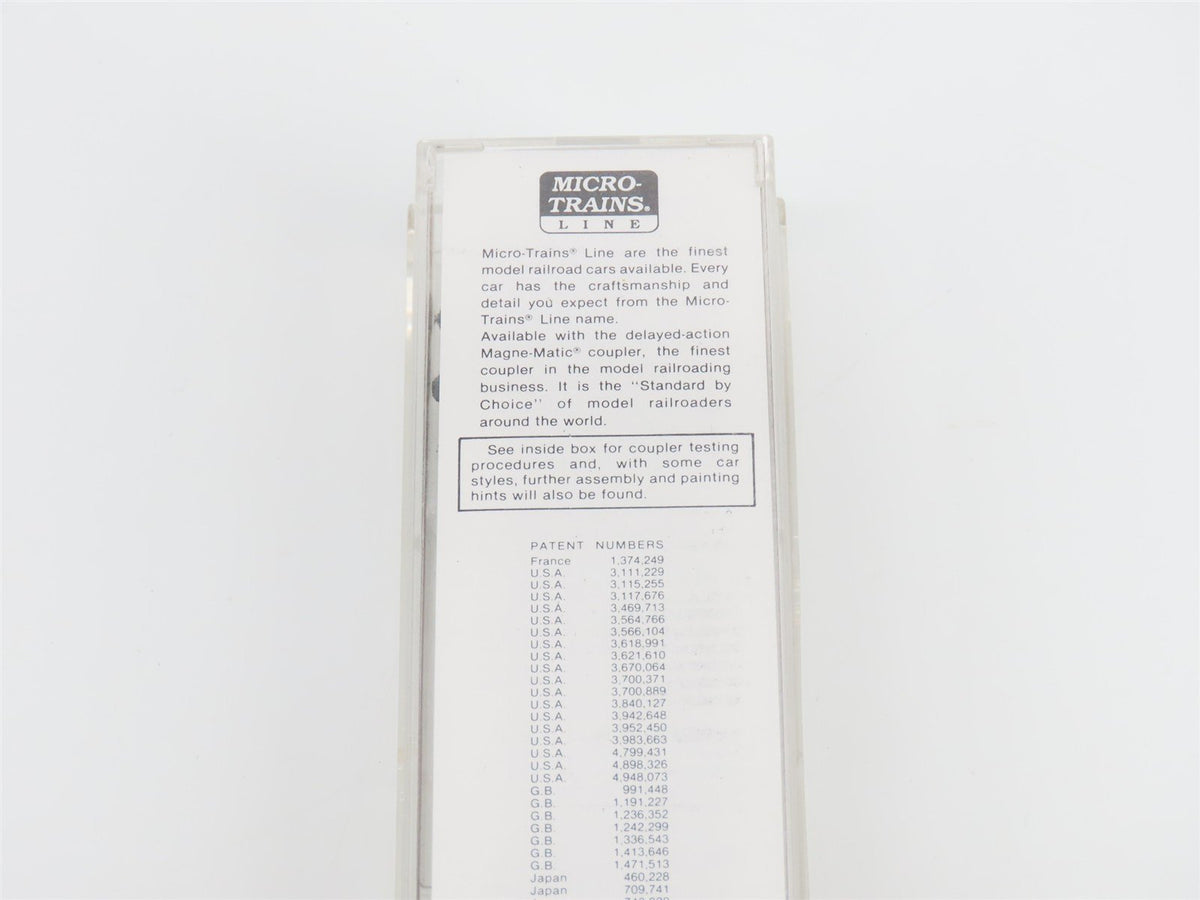 MICRO-
TRAINS®
LINE
Micro-Trains® Line are the finest
model railroad cars available. Every
car has the craftsmanship and
detail you expect from the Micro-
Trains® Line name.
Available with the delayed-action
Magne-Matic® coupler, the finest
coupler in the model railroading
business. It is the "Standard by
Choice" of model railroaders
around the world.
See inside box for coupler testing
procedures and, with some car
styles, further assembly and painting
hints will also be found.
PATENT NUMBERS
France 1,374,249
U.S.A. 3,111,229
U.S.A. 3,115,255
U.S.A. 3,117,676
U.S.A. 3,469,713
U.S.A. 3,564,766
U.S.A. 3,566,104
U.S.A. 3,618,991
U.S.A. 3,621,610
U.S.A. 3,670,064
U.S.A. 3,700,371
U.S.A. 3,700,889
U.S.A. 3,840,127
U.S.A. 3,942,648
U.S.A. 3,952,450
U.S.A. 3,983,663
U.S.A. 4,799,431
U.S.A. 4,898,326
U.S.A. 4,948,073
G.B. 991,448
G.B. 1,191,227
G.B. 1,236,352
G.B. 1,242,299
G.B. 1,336,543
G.B. 1,413,646
G.B. 1,471,513
Japan 460,228
Japan 709,741